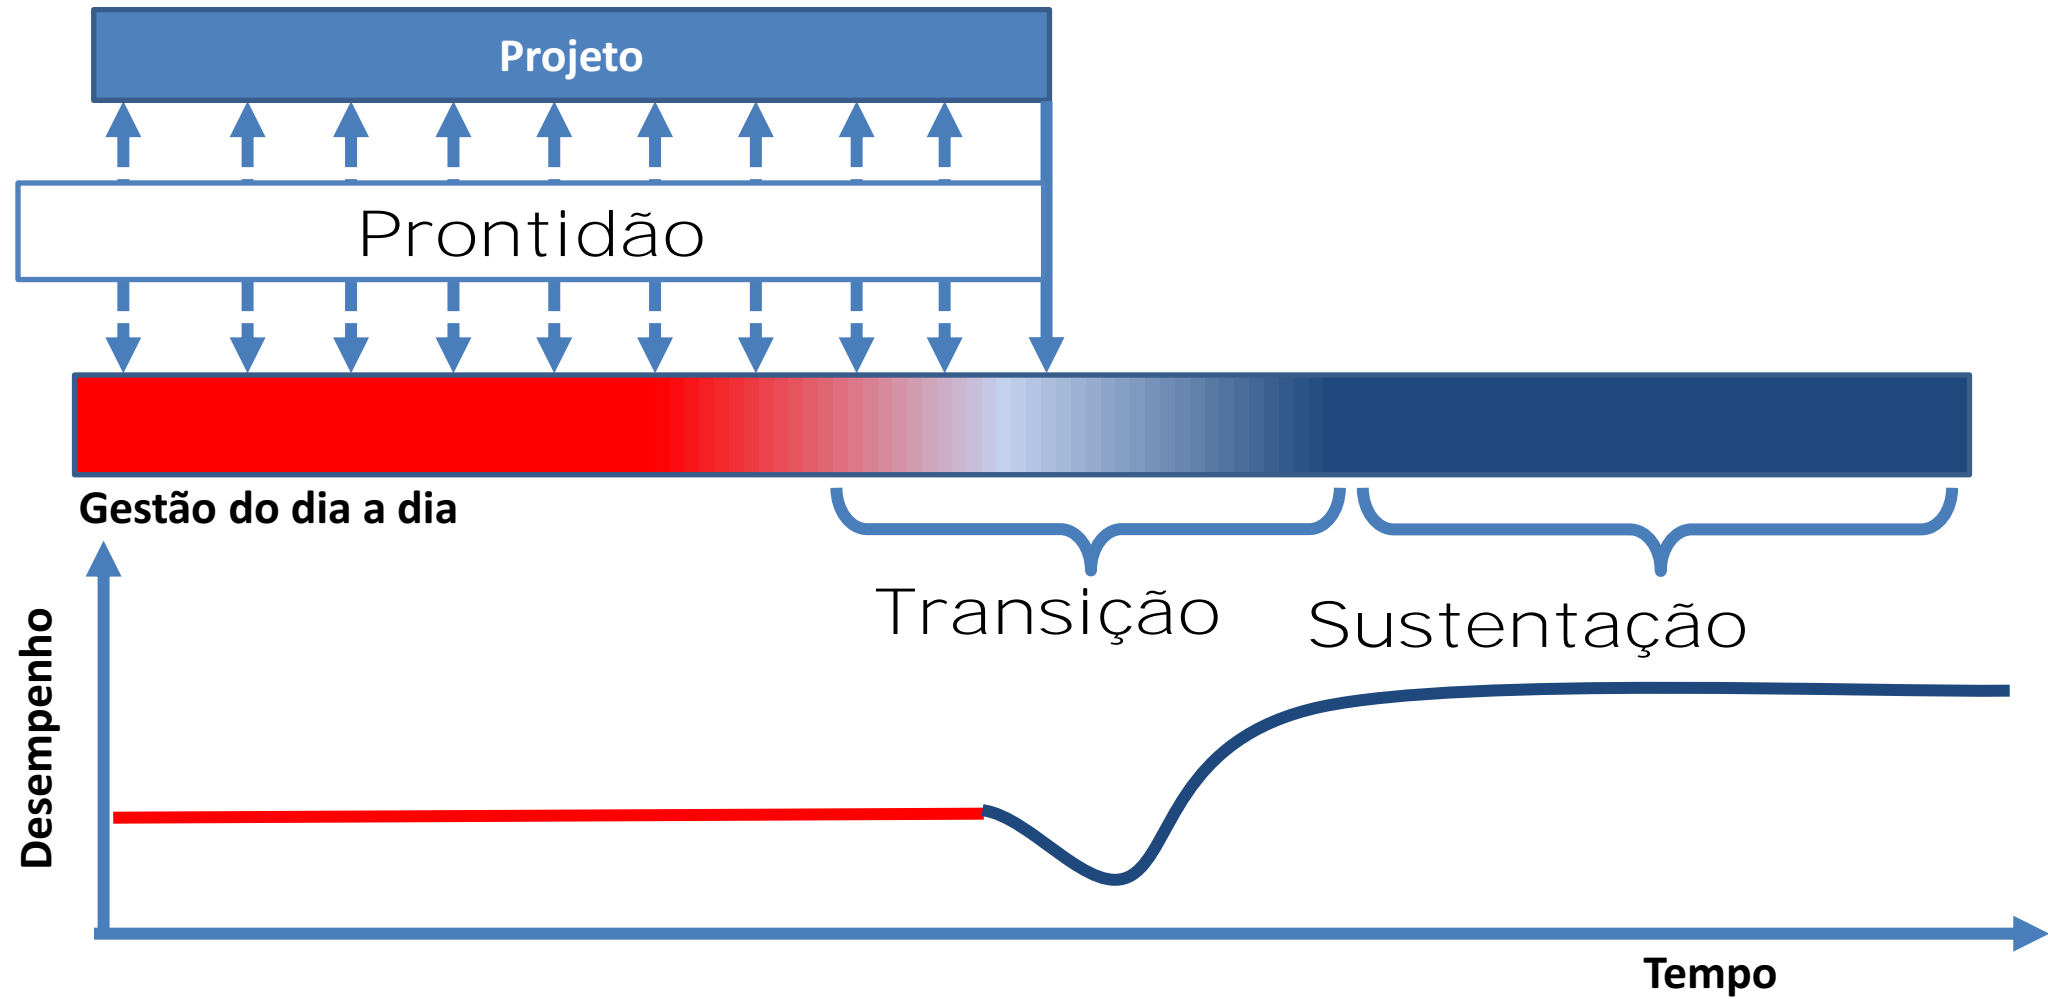 Projeto
Prontidão
Gestão do dia a dia
Transição
Sustentação
Desempenho
Tempo